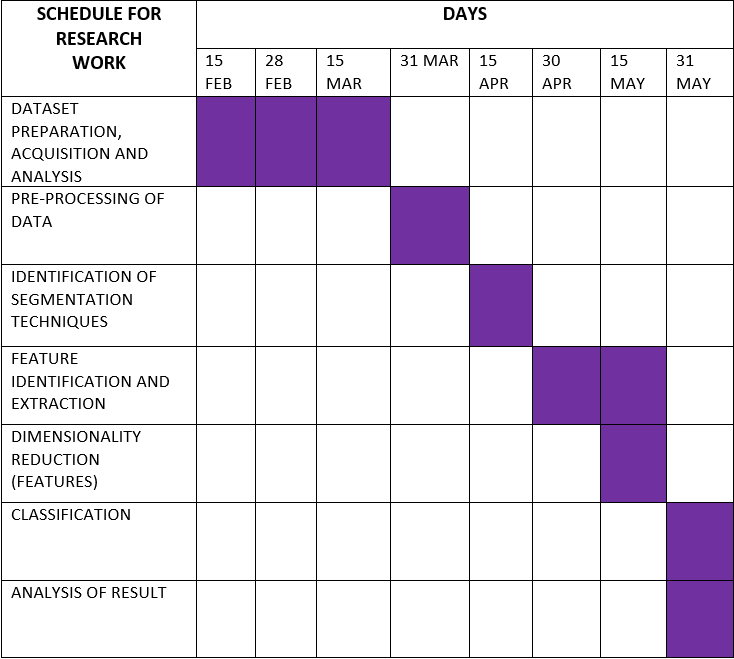 SCHEDULE FOR
RESEARCH
WORK
DAYS
15
FEB
28
FEB
15
MAR
31 MAR
15
APR
30
APR
15
MAY
31
MAY
DATASET
PREPARATION,
ACQUISITION AND
ANALYSIS
PRE-PROCESSING OF
DATA
IDENTIFICATION OF
SEGMENTATION
TECHNIQUES
FEATURE
IDENTIFICATION AND
EXTRACTION
DIMENSIONALITY
REDUCTION
(FEATURES)
CLASSIFICATION
ANALYSIS OF RESULT